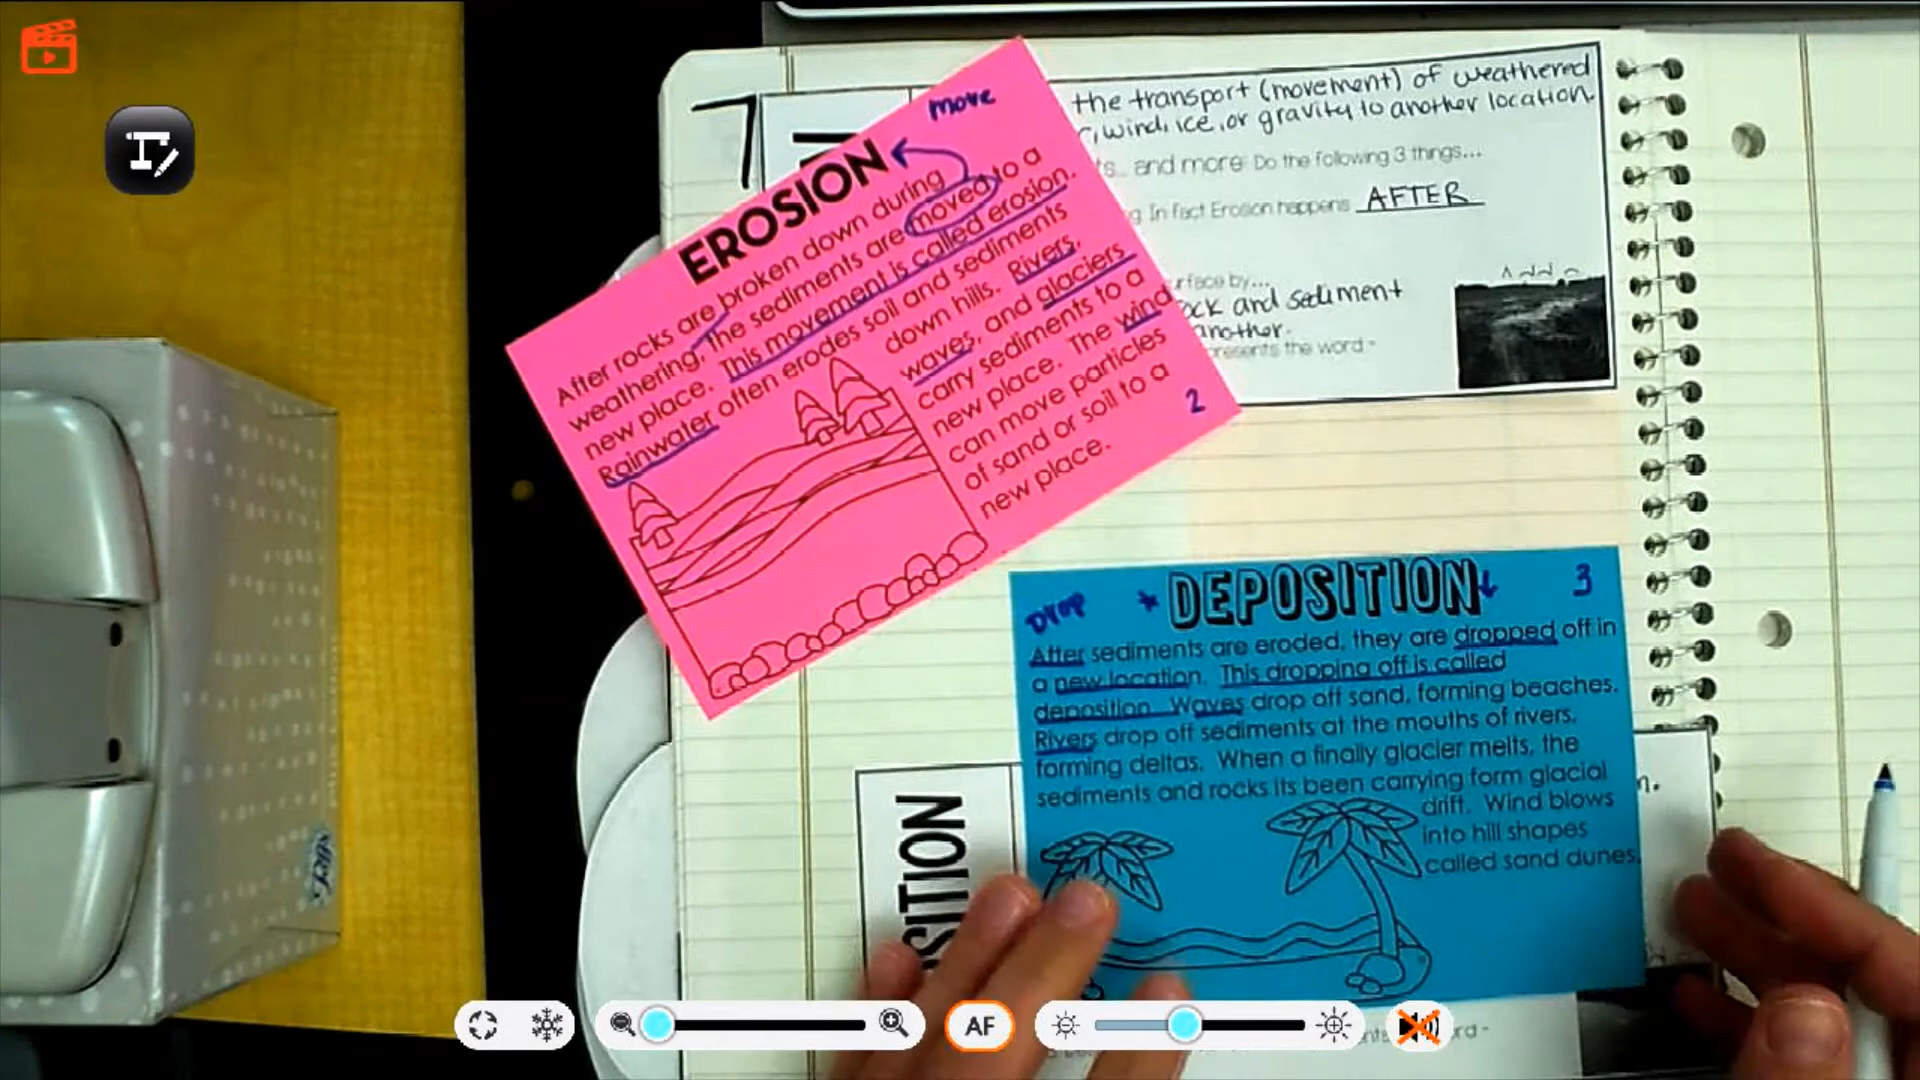 7
the transport (movement) of weathered
wind, ice, or gravity to another location.
and more: Do the following 3 things...
In fact Erosion happens AFTER
surface by...
rock and sediment
another.
presents the word -
move
EROSION
After rocks are broken down during
weathering, the sediments are moved to a
new place. This movement is called erosion.
Rainwater often erodes soil and sediments
down hills. Rivers,
waves, and glaciers
carry sediments to a
new place. The wind
can move particles
of sand or soil to a
new place.
2
Drop DEPOSITION 3
After sediments are eroded, they are dropped off in
a new location. This dropping off is called
deposition. Waves drop off sand, forming beaches.
Rivers drop off sediments at the mouths of rivers,
forming deltas. When a finally glacier melts, the
sediments and rocks its been carrying form glacial
drift. Wind blows
into hill shapes
called sand dunes.
SITION
AF